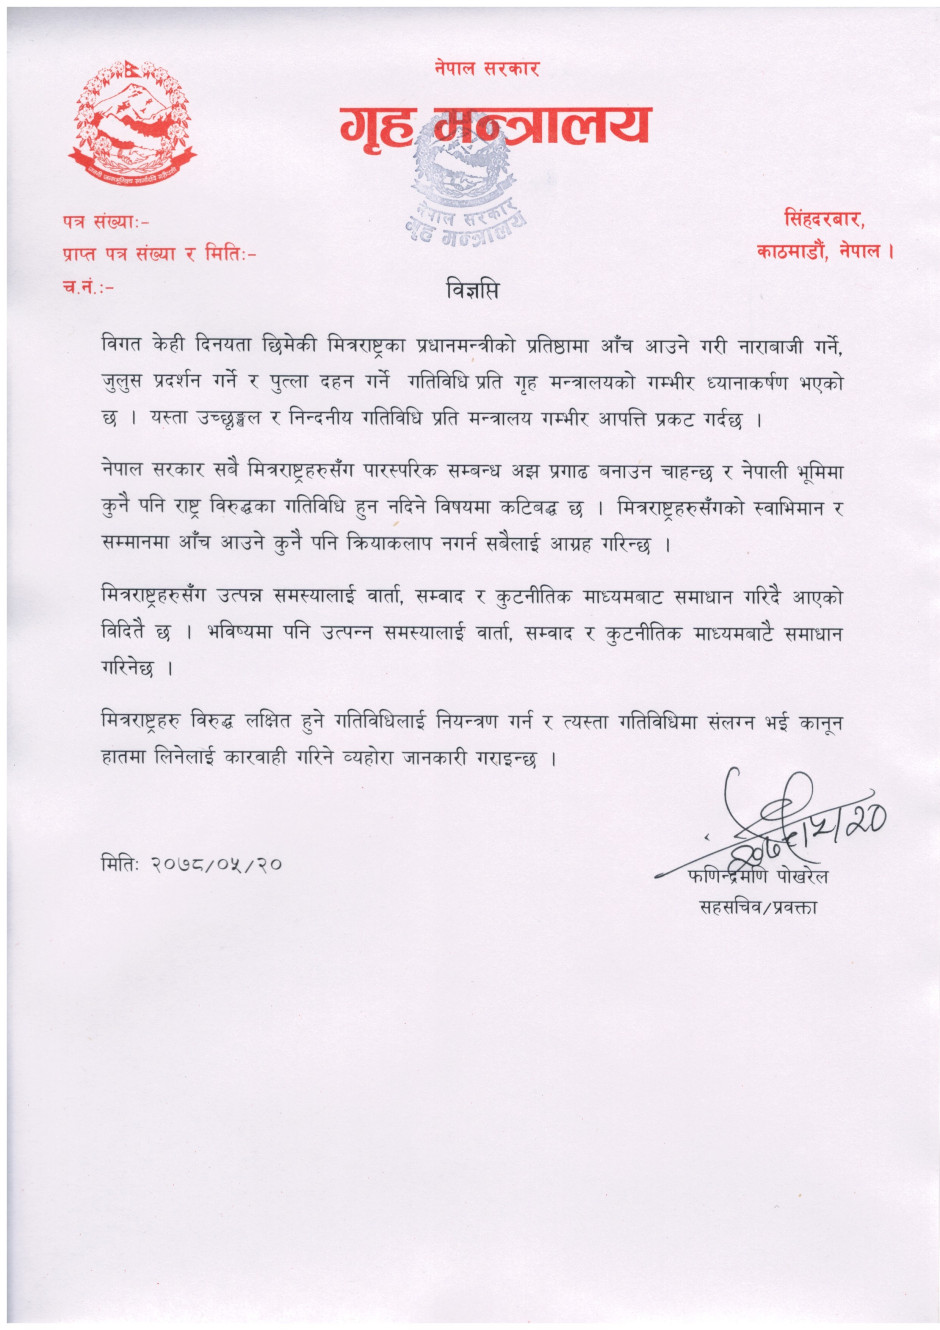 नेपाल सरकार
गृह मन्त्रालय
नेपाल सरकार
गृह मन्त्रालय
पत्र संख्याः-
प्राप्त पत्र संख्या र मितिः-
च.नं.ः-
सिंहदरबार,
काठमाडौं, नेपाल ।
विज्ञप्ति
विगत केही दिनयता छिमेकी मित्रराष्ट्रका प्रधानमन्त्रीको प्रतिष्ठामा आँच आउने गरी नाराबाजी गर्ने,
जुलुस प्रदर्शन गर्ने र पुत्ला दहन गर्ने गतिविधि प्रति गृह मन्त्रालयको गम्भीर ध्यानाकर्षण भएको
छ । यस्ता उच्छृङ्खल र निन्दनीय गतिविधि प्रति मन्त्रालय गम्भीर आपत्ति प्रकट गर्दछ ।
नेपाल सरकार सबै मित्रराष्ट्रहरुसँग पारस्परिक सम्बन्ध अझ प्रगाढ बनाउन चाहन्छ र नेपाली भूमिमा
कुनै पनि राष्ट्र विरुद्धका गतिविधि हुन नदिने विषयमा कटिबद्ध छ । मित्रराष्ट्रहरुसँगको स्वाभिमान र
सम्मानमा आँच आउने कुनै पनि क्रियाकलाप नगर्न सबैलाई आग्रह गरिन्छ ।
मित्रराष्ट्रहरुसँग उत्पन्न समस्यालाई वार्ता, सम्वाद र कुटनीतिक माध्यमबाट समाधान गरिदै आएको
विदितै छ । भविष्यमा पनि उत्पन्न समस्यालाई वार्ता, सम्वाद र कुटनीतिक माध्यमबाटै समाधान
गरिनेछ ।
मित्रराष्ट्रहरु विरुद्ध लक्षित हुने गतिविधिलाई नियन्त्रण गर्न र त्यस्ता गतिविधिमा संलग्न भई कानून
हातमा लिनेलाई कारवाही गरिने व्यहोरा जानकारी गराइन्छ ।
मितिः २०७८/०५/२०
फणिन्द्रमणि पोखरेल
सहसचिव/प्रवक्ता